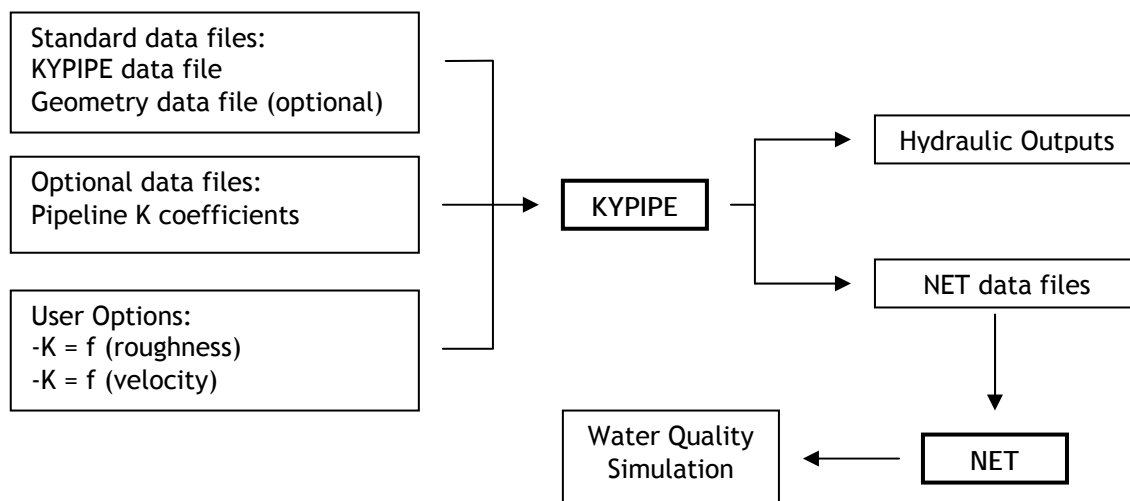 Standard data files:
KYPIPE data file
Geometry data file (optional)
Optional data files:
Pipeline K coefficients
User Options:
-K = f (roughness)
-K = f (velocity)
KYPIPE
Hydraulic Outputs
NET data files
NET
Water Quality
Simulation